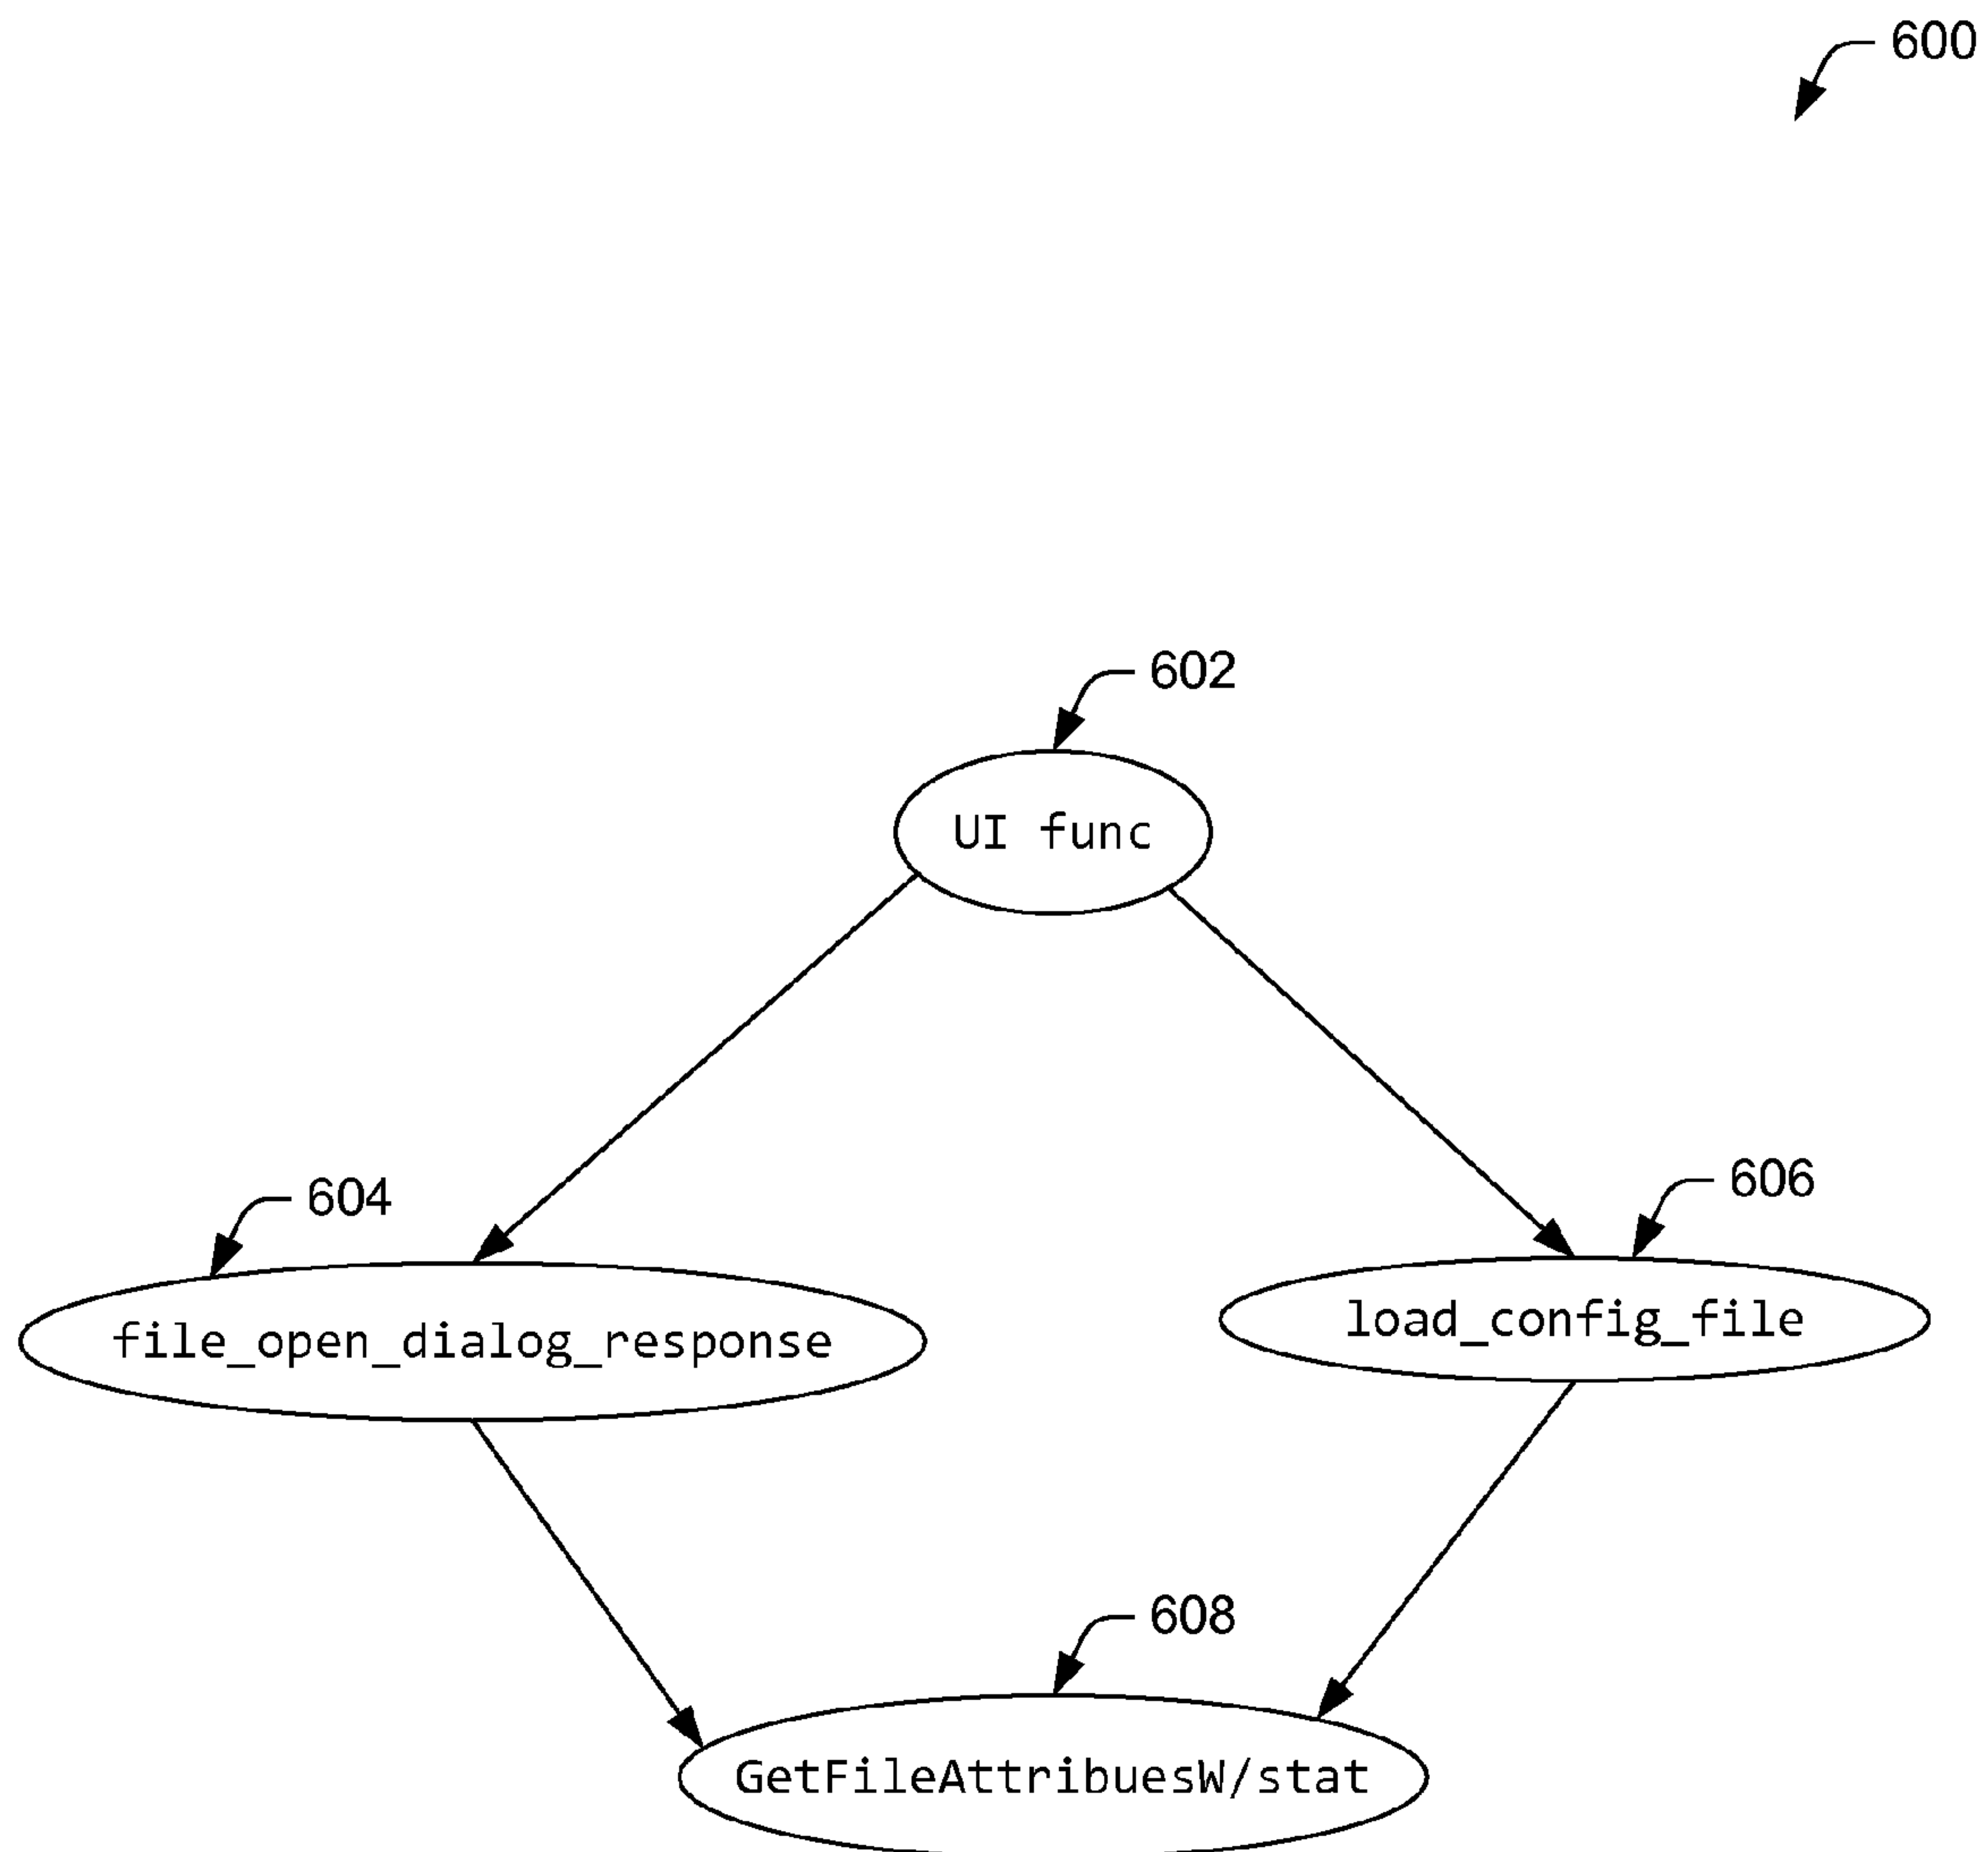 600
602
UI func
604
606
file_open_dialog_response
load_config_file
608
GetFileAttribuesW/stat